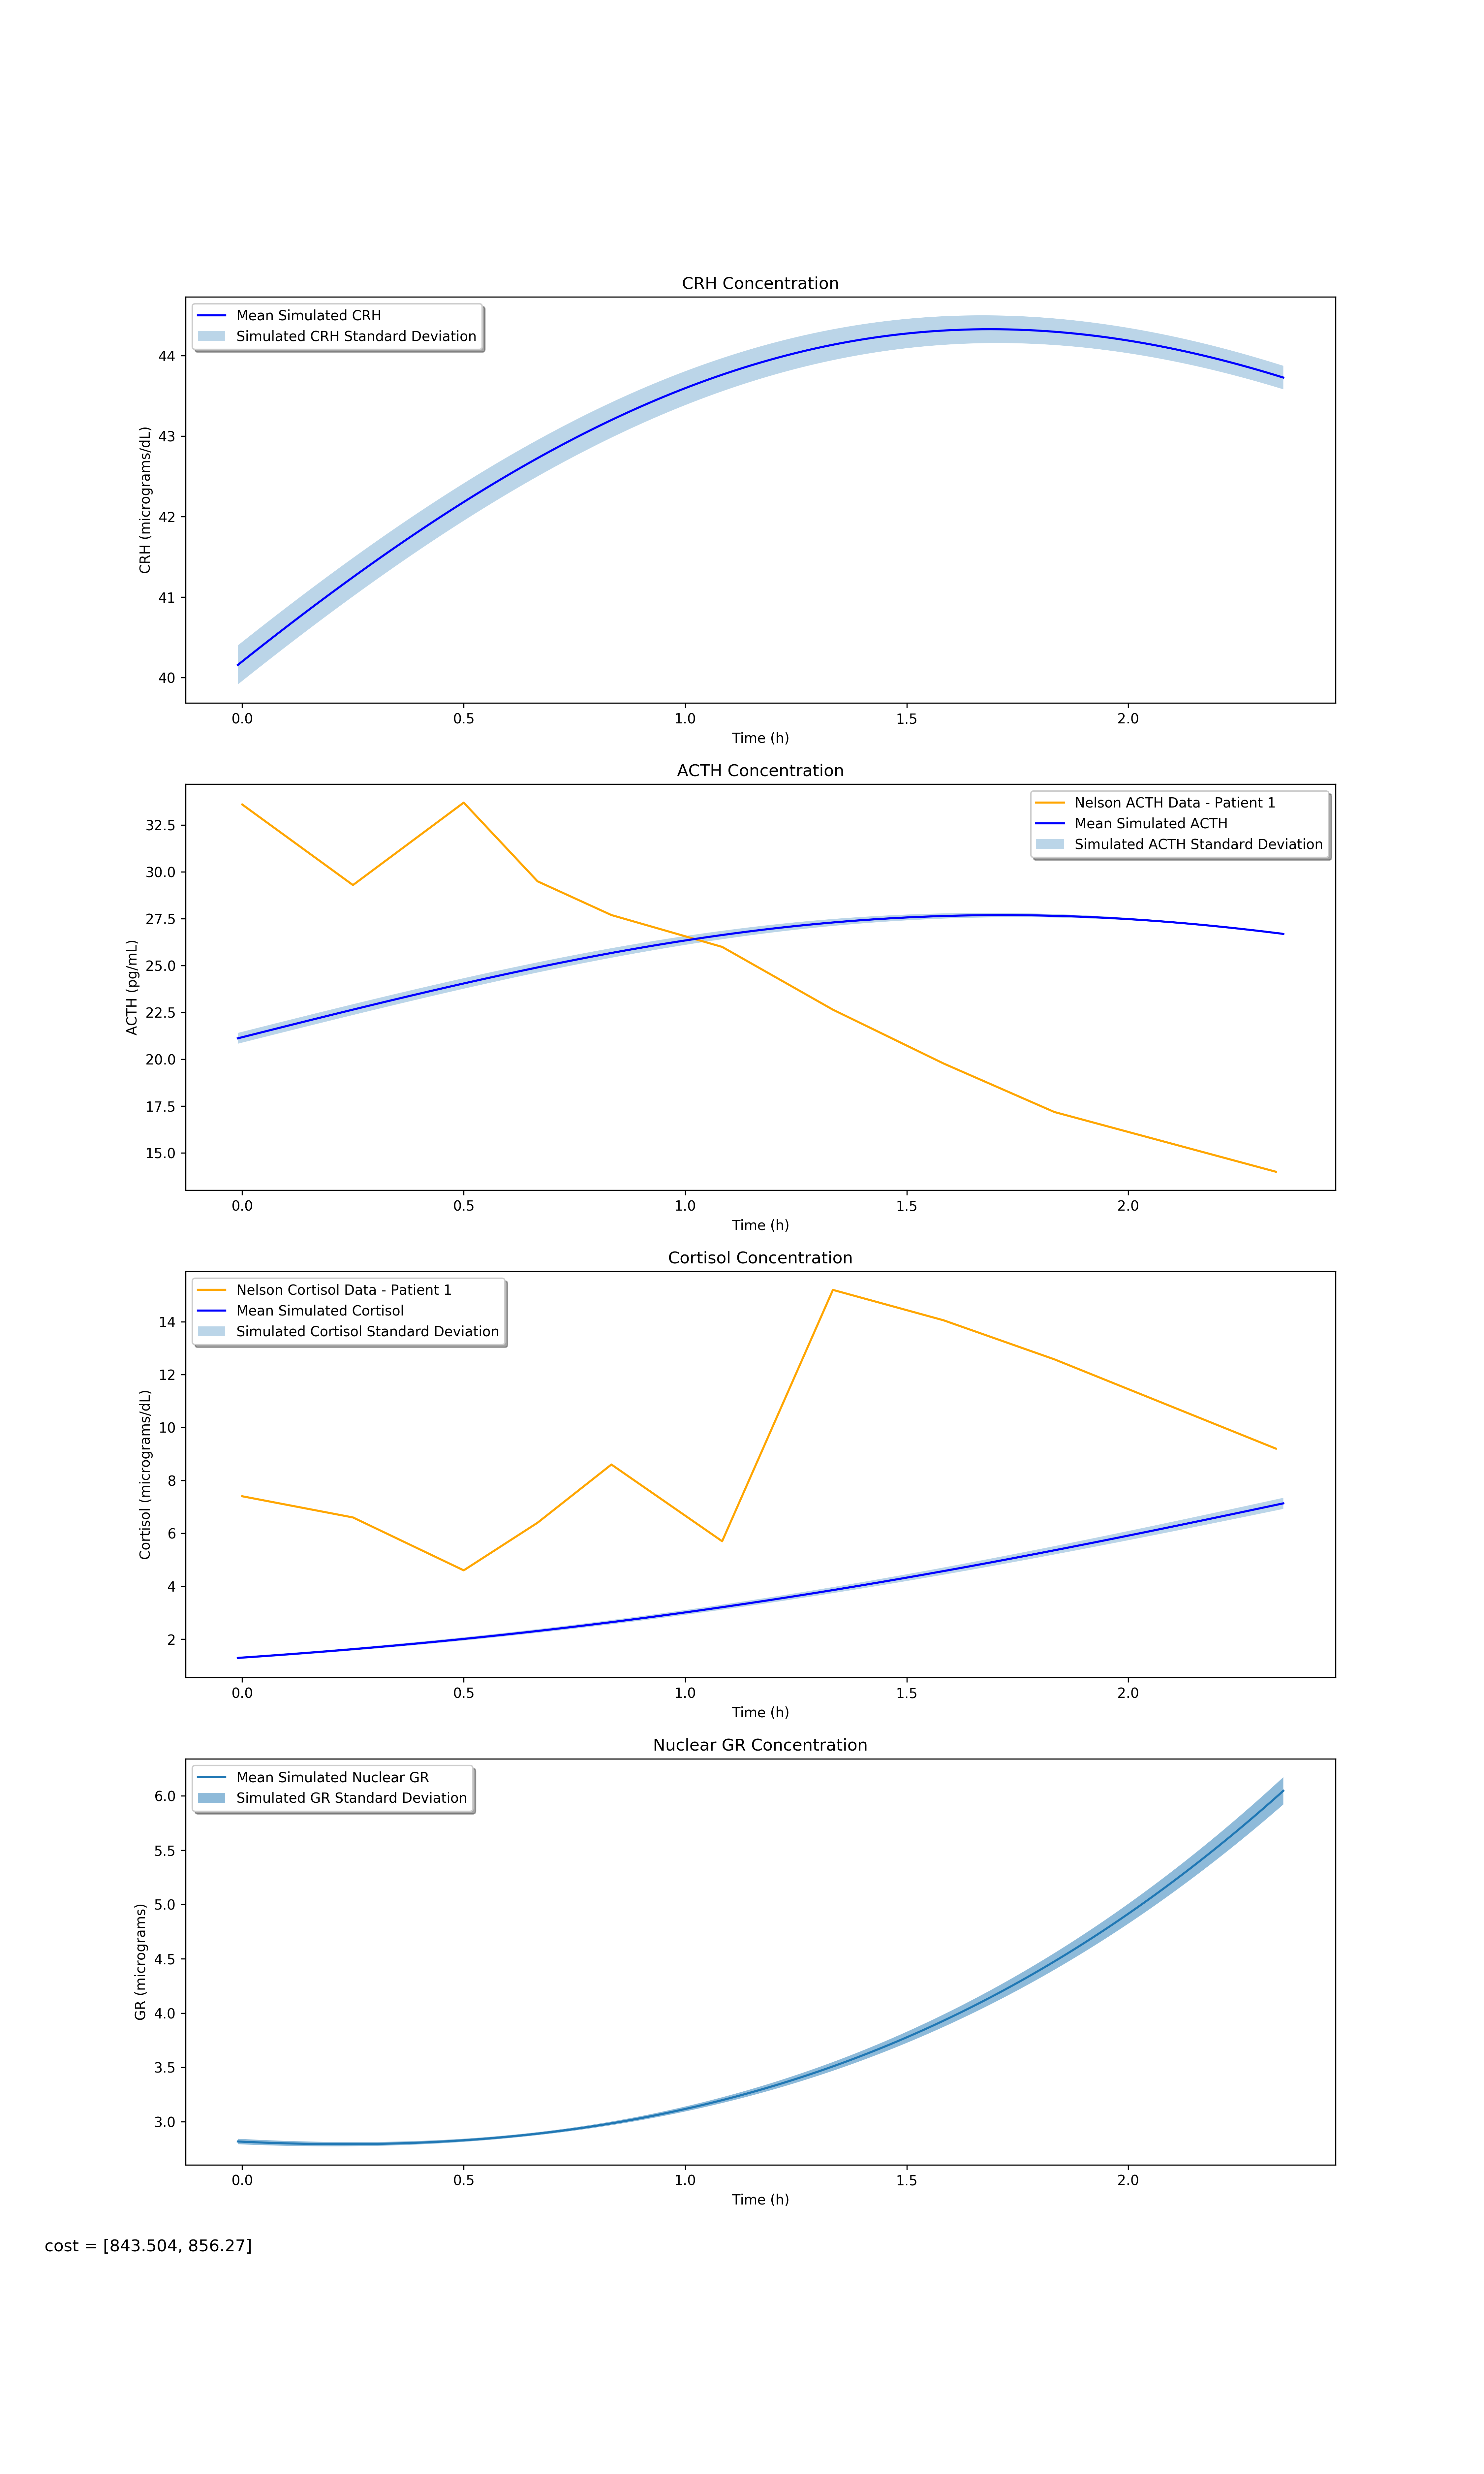 CRH Concentration
Mean Simulated CRH
Simulated CRH Standard Deviation
CRH (micrograms/dL)
44
43
42
41
40
0.0 0.5 1.0 1.5 2.0
Time (h)
ACTH Concentration
Nelson ACTH Data - Patient 1
Mean Simulated ACTH
Simulated ACTH Standard Deviation
ACTH (pg/mL)
32.5
30.0
27.5
25.0
22.5
20.0
17.5
15.0
0.0 0.5 1.0 1.5 2.0
Time (h)
Cortisol Concentration
Nelson Cortisol Data - Patient 1
Mean Simulated Cortisol
Simulated Cortisol Standard Deviation
Cortisol (micrograms/dL)
14
12
10
8
6
4
2
0.0 0.5 1.0 1.5 2.0
Time (h)
Nuclear GR Concentration
Mean Simulated Nuclear GR
Simulated GR Standard Deviation
GR (micrograms)
6.0
5.5
5.0
4.5
4.0
3.5
3.0
0.0 0.5 1.0 1.5 2.0
Time (h)
cost = [843.504, 856.27]